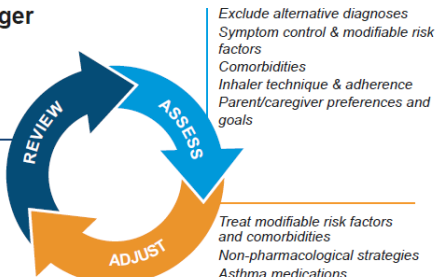 ger
Exclude alternative diagnoses
Symptom control & modifiable risk
factors
Comorbidities
Inhaler technique & adherence
Parent/caregiver preferences and
goals
REVIEW
ASSESS
ADJUST
Treat modifiable risk factors
and comorbidities
Non-pharmacological strategies
Asthma medications